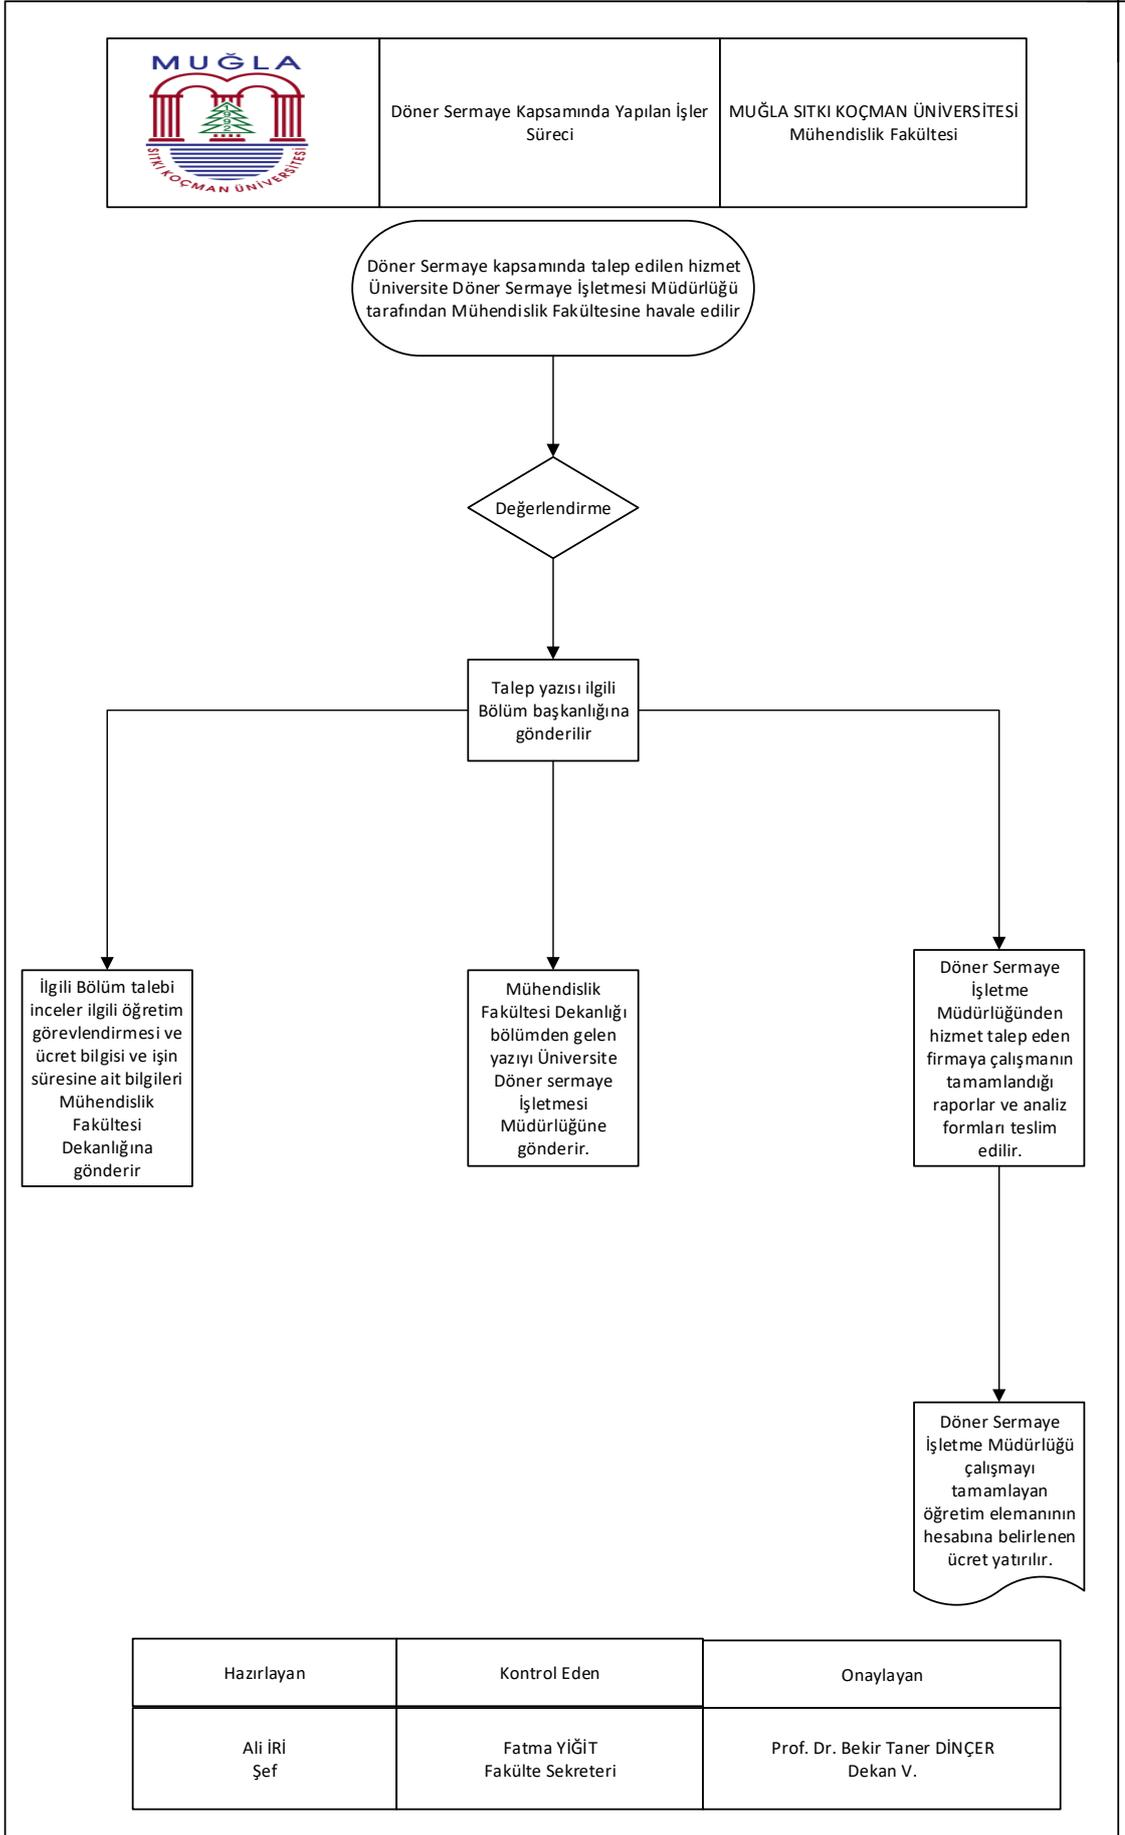 MUĞLA
1992
SITKI KOÇMAN ÜNİVERSİTESİ
Döner Sermaye Kapsamında Yapılan İşler
Süreci
MUĞLA SITKI KOÇMAN ÜNİVERSİTESİ
Mühendislik Fakültesi
Döner Sermaye kapsamında talep edilen hizmet
Üniversite Döner Sermaye İşletmesi Müdürlüğü
tarafından Mühendislik Fakültesine havale edilir
Değerlendirme
Talep yazısı ilgili
Bölüm başkanlığına
gönderilir
İlgili Bölüm talebi
inceler ilgili öğretim
görevlendirmesi ve
ücret bilgisi ve işin
süresine ait bilgileri
Mühendislik
Fakültesi
Dekanlığına
gönderir
Mühendislik
Fakültesi Dekanlığı
bölümden gelen
yazıyı Üniversite
Döner sermaye
İşletmesi
Müdürlüğüne
gönderir.
Döner Sermaye
İşletme
Müdürlüğünden
hizmet talep eden
firmaya çalışmanın
tamamlandığı
raporlar ve analiz
formları teslim
edilir.
Döner Sermaye
İşletme Müdürlüğü
çalışmayı
tamamlayan
öğretim elemanının
hesabına belirlenen
ücret yatırılır.
Hazırlayan
Kontrol Eden
Onaylayan
Ali İRİ
Şef
Fatma YİĞİT
Fakülte Sekreteri
Prof. Dr. Bekir Taner DİNÇER
Dekan V.